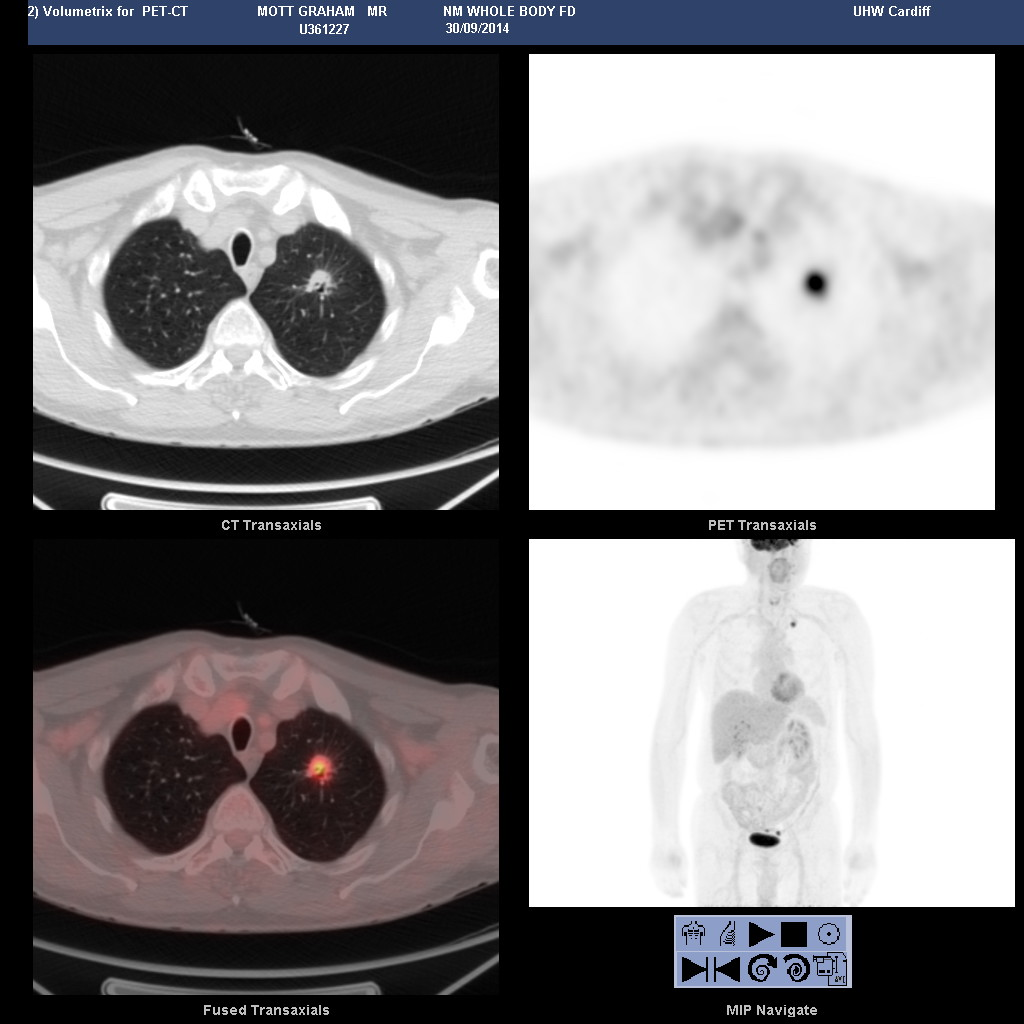 2) Volumetrix for PET-CT MOTT GRAHAM MR NM WHOLE BODY FD UHW Cardiff
U361227 30/09/2014
CT Transaxials PET Transaxials
AVI
Fused Transaxials MIP Navigate